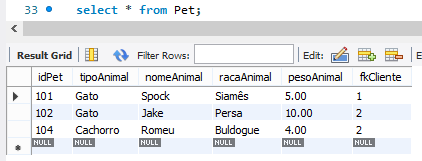 33 select * from Pet;
Result Grid Filter Rows: Edit:
idPet tipoAnimal nomeAnimal racaAnimal pesoAnimal fkCliente
101 Gato Spock Siamês 5.00 1
102 Gato Jake Persa 10.00 2
104 Cachorro Romeu Buldogue 4.00 2
NULL NULL NULL NULL NULL NULL